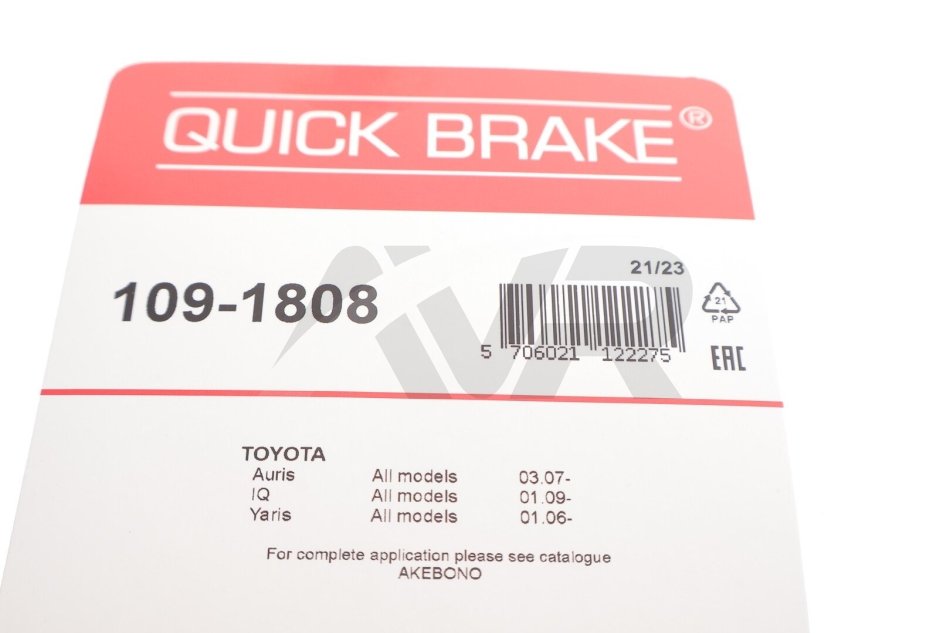 QUICK BRAKE®
109-1808
21/23
5 706021 122275
21
PAP
EAC
TOYOTA
Auris All models 03.07-
IQ All models 01.09-
Yaris All models 01.06-
For complete application please see catalogue
AKEBONO